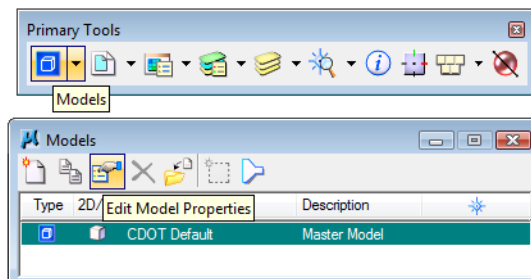 Primary Tools
Models
Models
Type 2D/ Edit Model Properties Description
CDOT Default Master Model